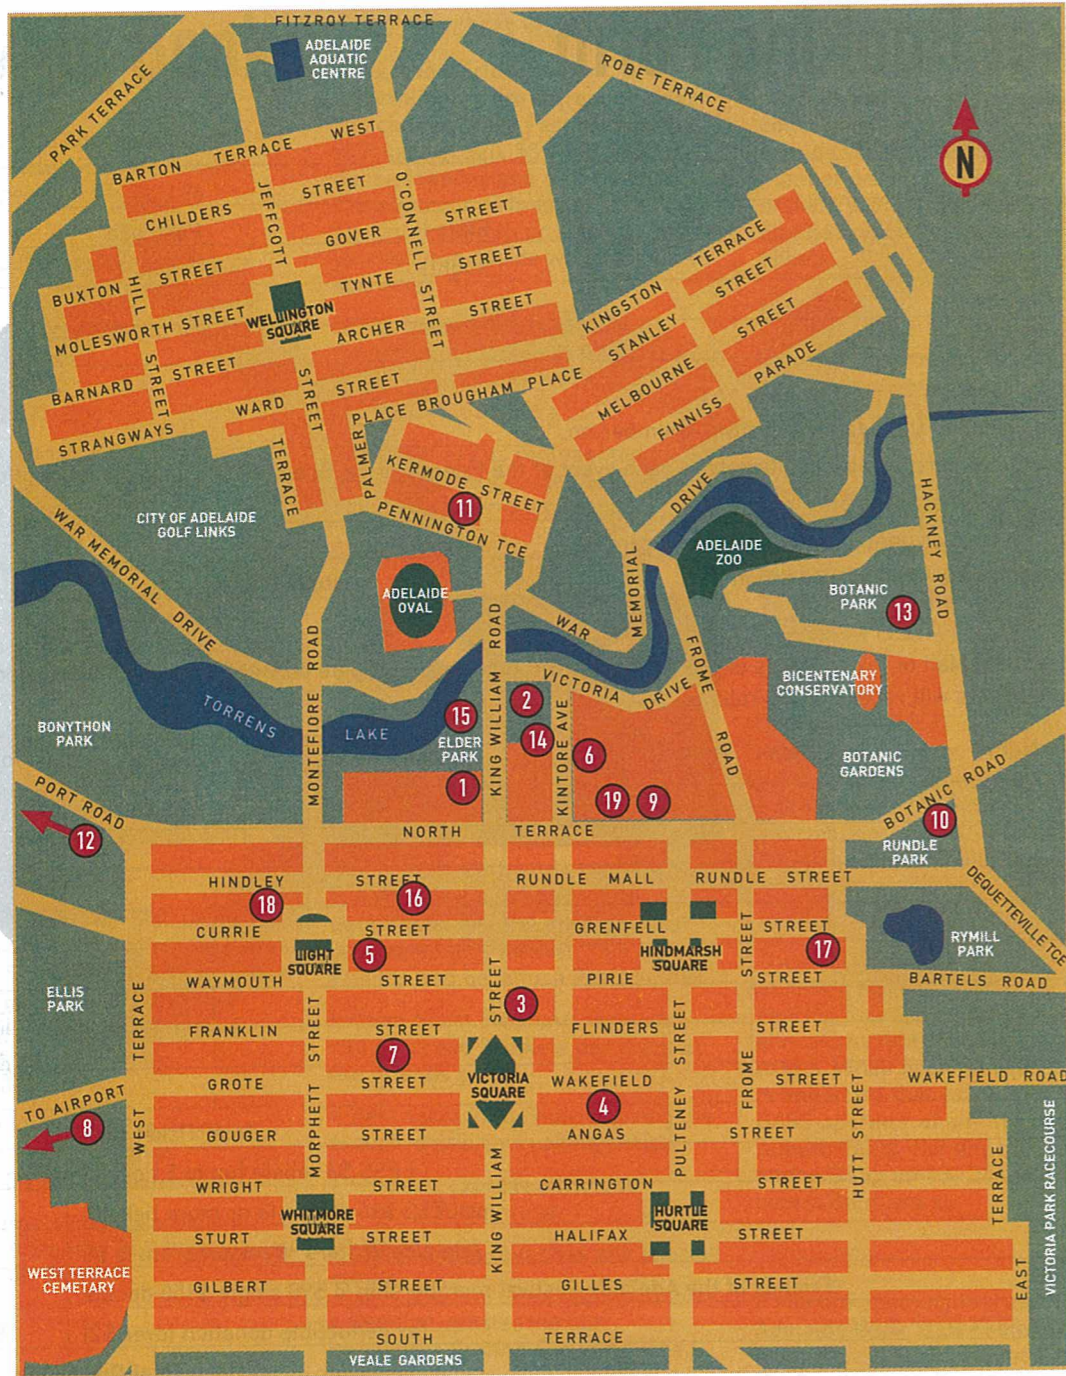 FITZROY TERRACE
ADELAIDE
AQUATIC
CENTRE
PARK TERRACE
ROBE TERRACE
N
BARTON TERRACE WEST
JEFFCOTT
STREET
O'CONNELL
STREET
CHILDERS
STREET
STREET
GOVER
STREET
BUXTON
STREET
HILL
STREET
TYNTE
STREET
MOLESWORTH STREET
WELLINGTON
SQUARE
ARCHER
STREET
BARNARD
STREET
WARD
STREET
STRANGWAYS
TERRACE
KINGSTON
TERRACE
STANLEY
STREET
MELBOURNE
STREET
FINNISS
PARADE
PALMER
PLACE
BROUGHAM PLACE
KERMODE STREET
11
PENNINGTON TCE
CITY OF ADELAIDE
GOLF LINKS
WAR MEMORIAL DRIVE
ADELAIDE
OVAL
WAR
MEMORIAL
DRIVE
ADELAIDE
ZOO
HACKNEY ROAD
BOTANIC
PARK
13
MONTEFIORE ROAD
KING WILLIAM ROAD
VICTORIA
DRIVE
FROME
ROAD
BICENTENARY
CONSERVATORY
BONYTHON
PARK
TORRENS
LAKE
15
ELDER
PARK
2
14
KINTORE AVE
6
BOTANIC
GARDENS
1
19
9
PORT ROAD
12
BOTANIC ROAD
10
RUNDLE
PARK
NORTH
TERRACE
HINDLEY
STREET
RUNDLE MALL
RUNDLE STREET
DEQUETTEVILLE TCE
18
16
CURRIE
STREET
GRENFELL
STREET
17
RYMILL
PARK
LIGHT
SQUARE
5
HINDMARSH
SQUARE
STREET
WAYMOUTH
STREET
PIRIE
STREET
BARTELS ROAD
ELLIS
PARK
3
STREET
FRANKLIN
STREET
FLINDERS
STREET
MORPHETT
STREET
PULTENEY
STREET
7
GROTE
STREET
VICTORIA
SQUARE
WAKEFIELD
STREET
WAKEFIELD ROAD
FROME
TO AIRPORT
8
4
WEST
TERRACE
HUTT STREET
GOUGER
STREET
ANGAS
STREET
WRIGHT
STREET
CARRINGTON
STREET
WHITMORE
SQUARE
KING WILLIAM
HURTLE
SQUARE
STURT
STREET
HALIFAX
STREET
WEST TERRACE
CEMETARY
GILBERT
STREET
GILLES
STREET
EAST
TERRACE
VICTORIA PARK RACECOURSE
SOUTH
TERRACE
VEALE GARDENS